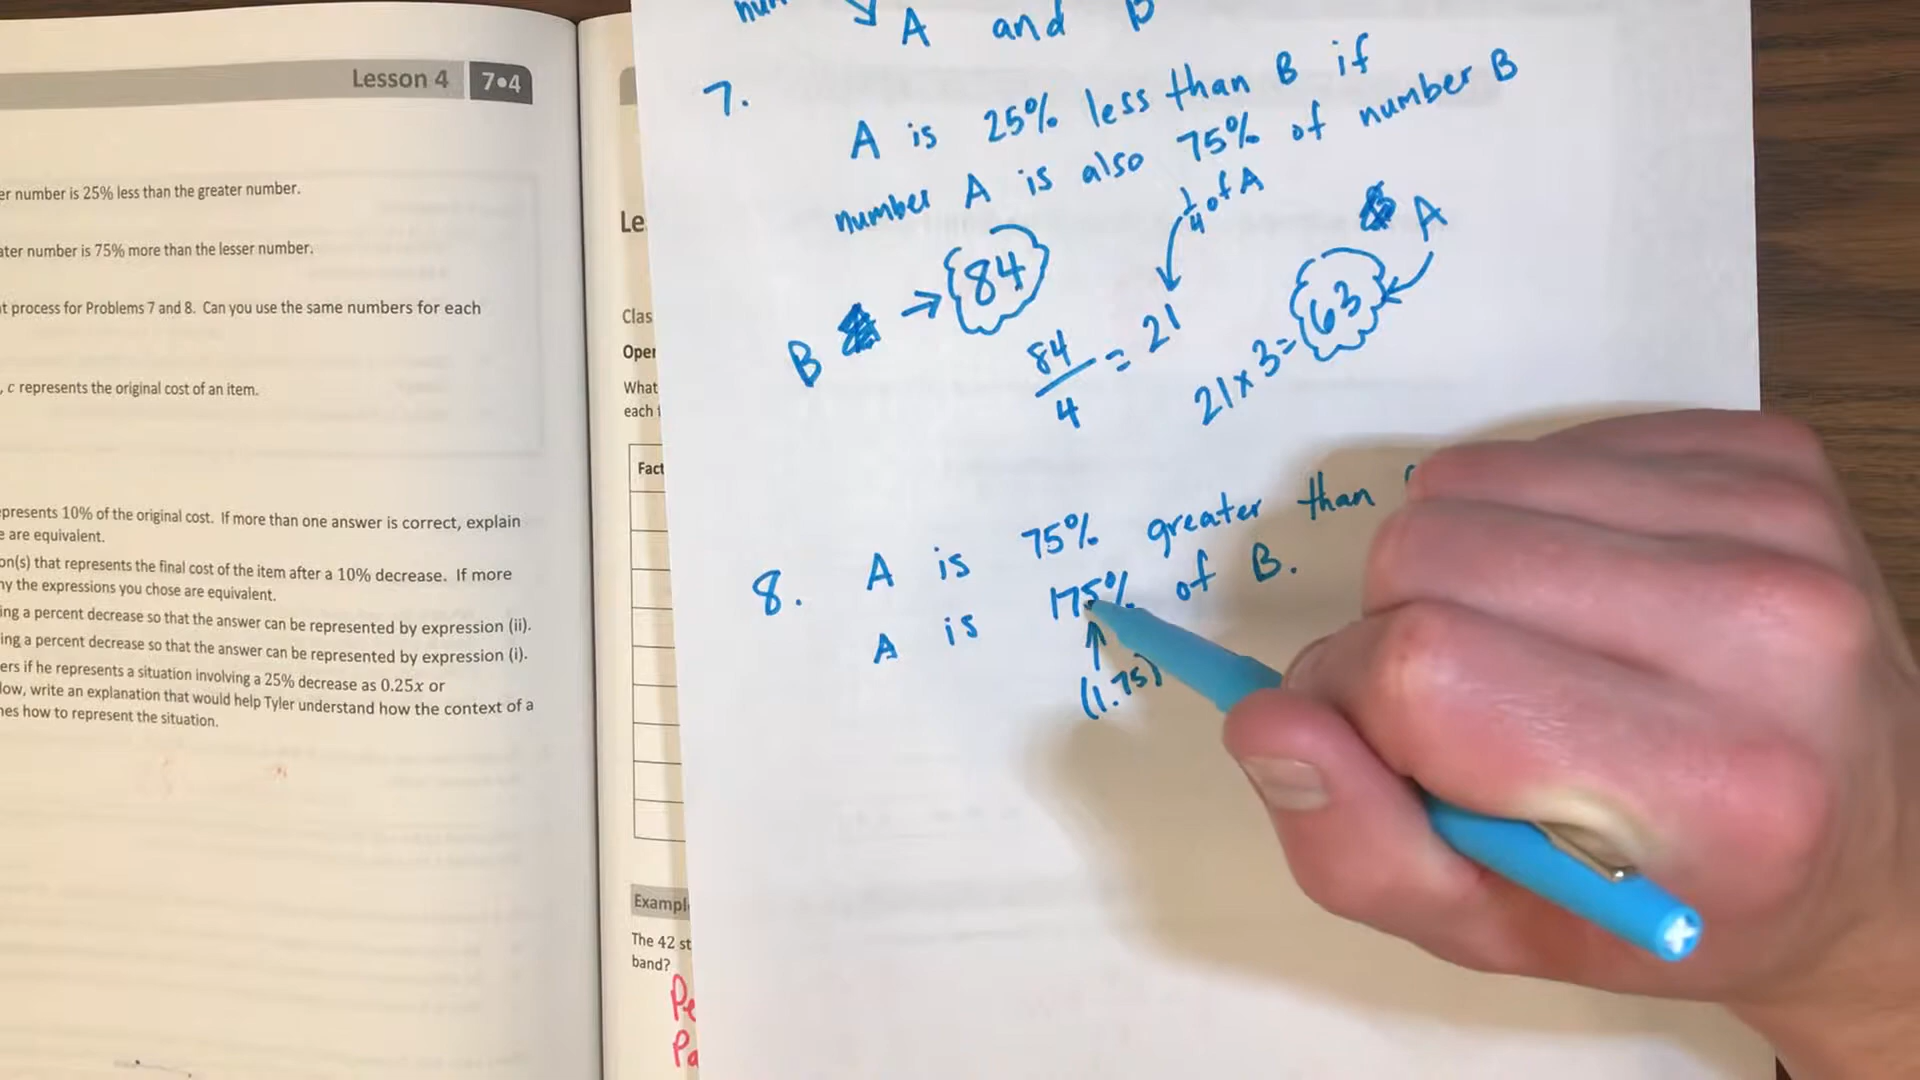 Lesson 4 7•4
er number is 25% less than the greater number.
ater number is 75% more than the lesser number.
t process for Problems 7 and 8. Can you use the same numbers for each
, c represents the original cost of an item.
epresents 10% of the original cost. If more than one answer is correct, explain
e are equivalent.
on(s) that represents the final cost of the item after a 10% decrease. If more
hy the expressions you chose are equivalent.
ing a percent decrease so that the answer can be represented by expression (ii).
ing a percent decrease so that the answer can be represented by expression (i).
ers if he represents a situation involving a 25% decrease as 0.25x or
low, write an explanation that would help Tyler understand how the context of a
nes how to represent the situation.
Le
Clas
Oper
What
each
Fact
Exampl
The 42 st
band?
Pe
Pa
num
A and B
7.
A is 25% less than B if
number A is also 75% of number B
1/4 of A
A
B → 84
84/4 = 21
21 x 3 = 63
8. A is 75% greater than
A is 175% of B.
(1.75)